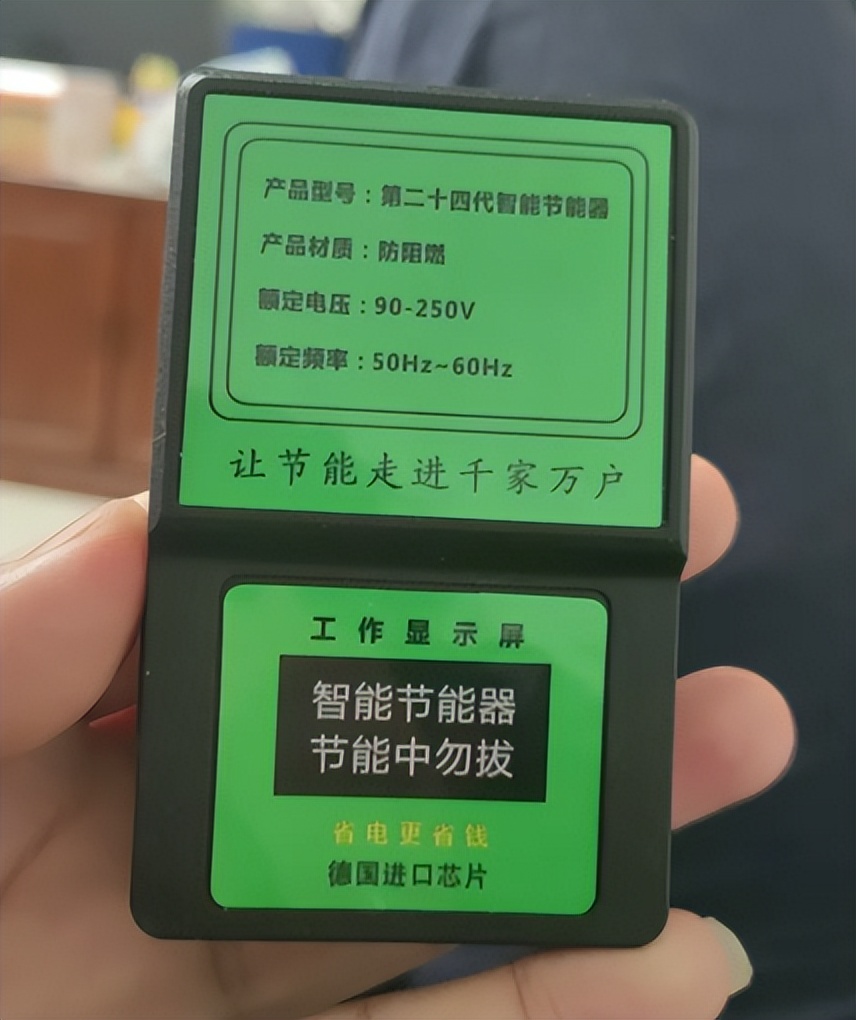 产品型号：第二十四代智能节能器
产品材质：防阻燃
额定电压：90-250V
额定频率：50Hz~60Hz
让节能走进千家万户
工作显示屏
智能节能器
节能中勿拔
省电更省钱
德国进口芯片